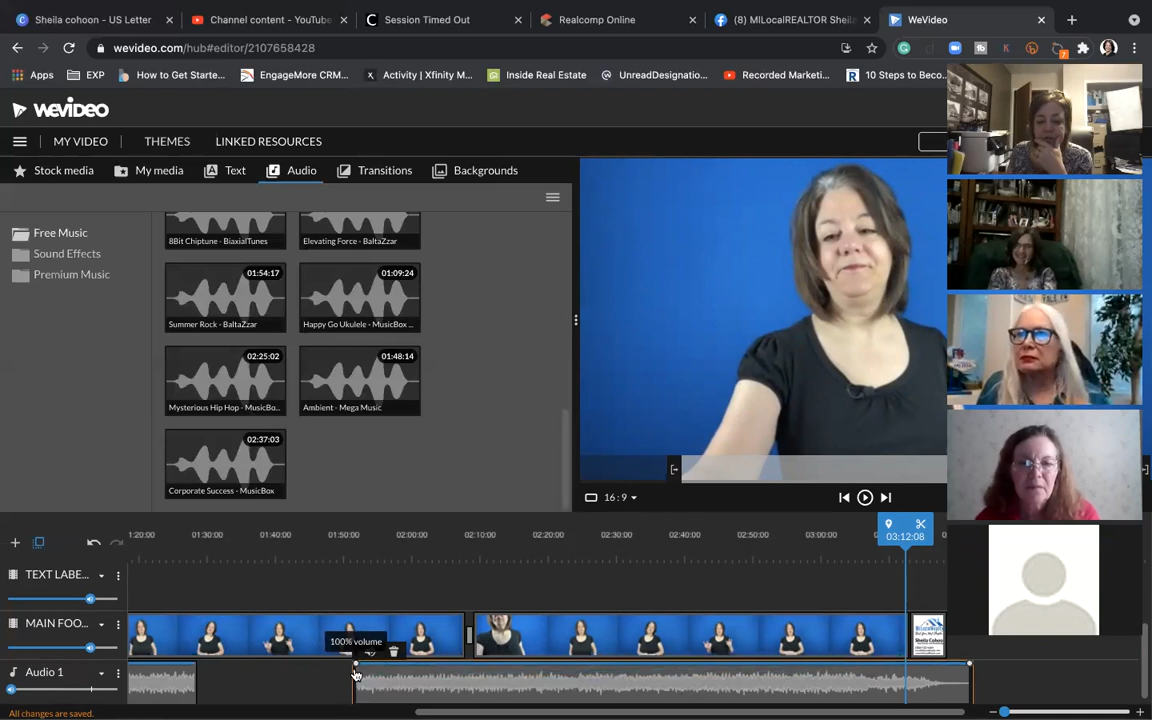 Sheila cohoon - US Letter
Channel content - YouTube
Session Timed Out
Realcomp Online
(8) MILocalREALTOR Sheila
WeVideo
wevideo.com/hub#editor/2107658428
Apps
EXP
How to Get Starte...
EngageMore CRM...
Activity | Xfinity M...
Inside Real Estate
UnreadDesignatio...
Recorded Marketi...
10 Steps to Beco...
wevideo
MY VIDEO
THEMES
LINKED RESOURCES
Stock media
My media
Text
Audio
Transitions
Backgrounds
Free Music
Sound Effects
Premium Music
8Bit Chiptune - BiaxialTunes
Elevating Force - BaltaZzar
01:54:17
01:09:24
Summer Rock - BaltaZzar
Happy Go Ukulele - MusicBox ...
02:25:02
01:48:14
Mysterious Hip Hop - MusicBo...
Ambient - Mega Music
02:37:03
Corporate Success - MusicBox
16 : 9
1:20:00
01:30:00
01:40:00
01:50:00
02:00:00
02:10:00
02:20:00
02:30:00
02:40:00
02:50:00
03:00:00
03:12:08
TEXT LABE...
MAIN FOO...
100% volume
Sheila Cohoon
Audio 1
All changes are saved.